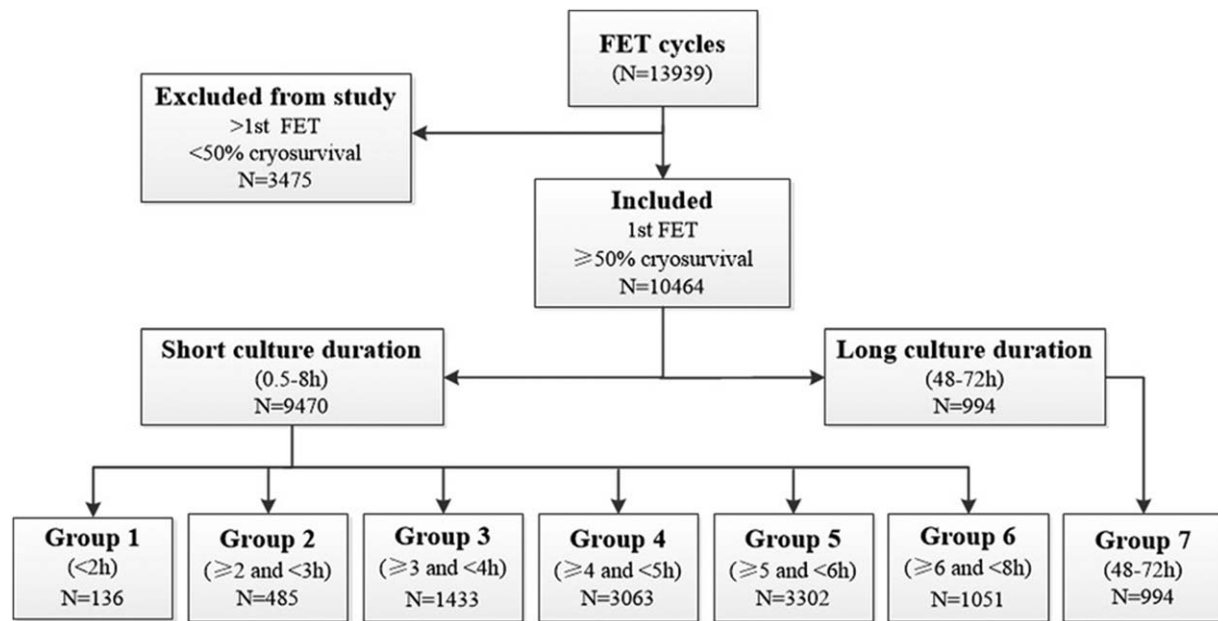 FET cycles
(N=13939)
Excluded from study
>1st FET
<50% cryosurvival
N=3475
Included
1st FET
≥50% cryosurvival
N=10464
Short culture duration
(0.5-8h)
N=9470
Long culture duration
(48-72h)
N=994
Group 1
(<2h)
N=136
Group 2
(≥2 and <3h)
N=485
Group 3
(≥3 and <4h)
N=1433
Group 4
(≥4 and <5h)
N=3063
Group 5
(≥5 and <6h)
N=3302
Group 6
(≥6 and <8h)
N=1051
Group 7
(48-72h)
N=994